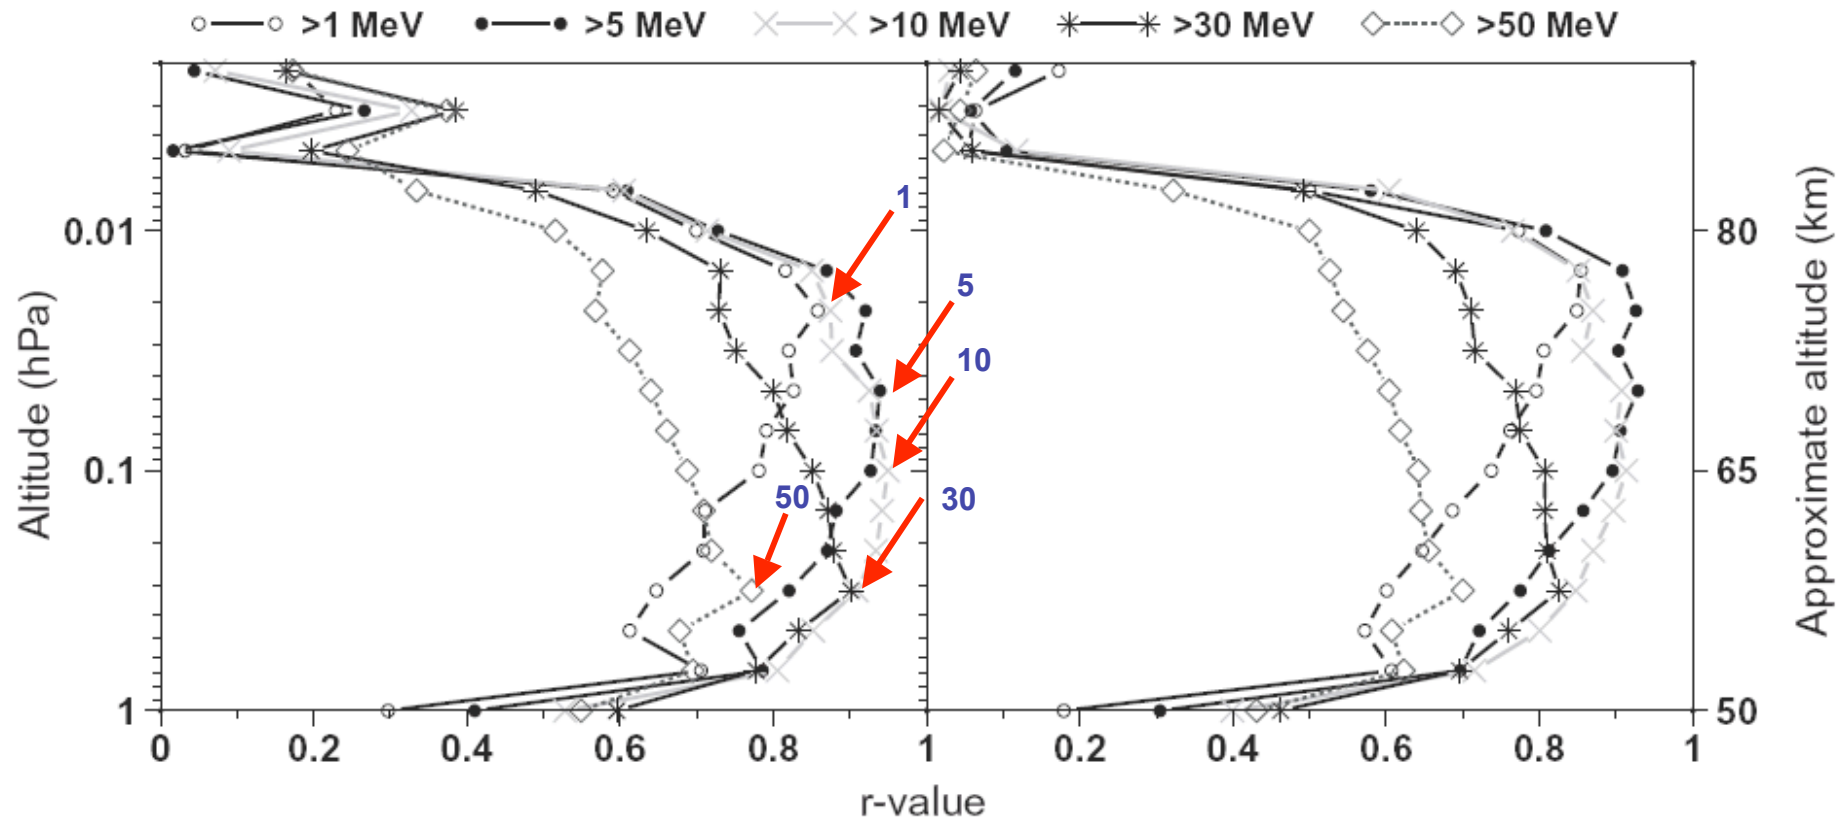 >1 MeV >5 MeV >10 MeV >30 MeV >50 MeV
1
5
10
50
30
Altitude (hPa)
0.01
0.1
1
80
65
50
Approximate altitude (km)
0 0.2 0.4 0.6 0.8 1 0.2 0.4 0.6 0.8 1
r-value